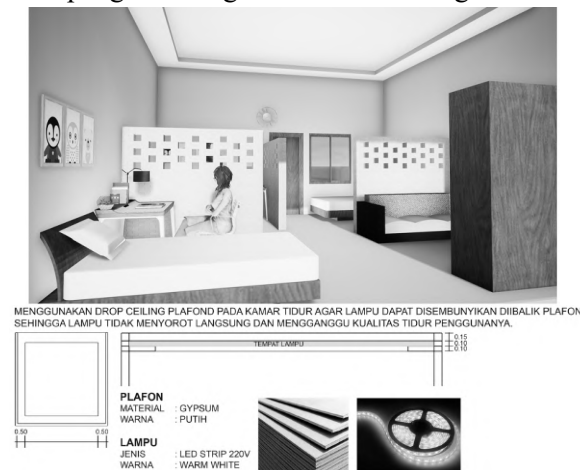 MENGGUNAKAN DROP CEILING PLAFOND PADA KAMAR TIDUR AGAR LAMPU DAPAT DISEMBUNYIKAN DIIBALIK PLAFON
SEHINGGA LAMPU TIDAK MENYOROT LANGSUNG DAN MENGGANGGU KUALITAS TIDUR PENGGUNANYA.
TEMPAT LAMPU
0.15
0.10
0.10
0.50
0.50
PLAFON
MATERIAL : GYPSUM
WARNA : PUTIH
LAMPU
JENIS : LED STRIP 220V
WARNA : WARM WHITE